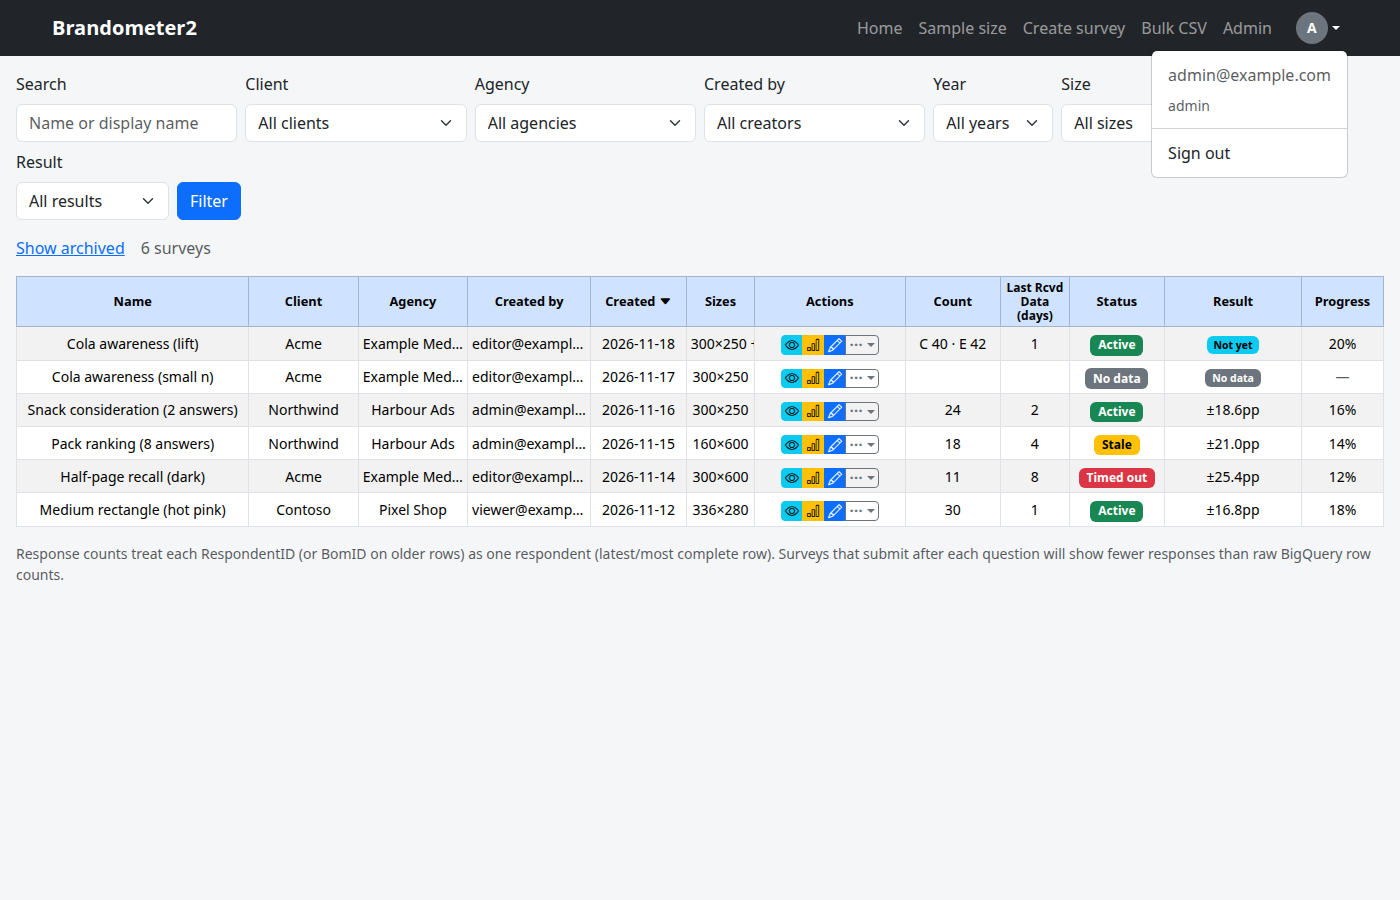 Brandometer2
Home Sample size Create survey Bulk CSV Admin A
admin@example.com
admin
Sign out
Search Client Agency Created by Year Size
Name or display name All clients All agencies All creators All years All sizes
Result
All results Filter
Show archived 6 surveys
Name Client Agency Created by Created Sizes Actions Count Last Rcvd Data (days) Status Result Progress
Cola awareness (lift) Acme Example Med... editor@exampl... 2026-11-18 300×250 C 40 · E 42 1 Active Not yet 20%
Cola awareness (small n) Acme Example Med... editor@exampl... 2026-11-17 300×250 No data No data —
Snack consideration (2 answers) Northwind Harbour Ads admin@exampl... 2026-11-16 300×250 24 2 Active ±18.6pp 16%
Pack ranking (8 answers) Northwind Harbour Ads admin@exampl... 2026-11-15 160×600 18 4 Stale ±21.0pp 14%
Half-page recall (dark) Acme Example Med... editor@exampl... 2026-11-14 300×600 11 8 Timed out ±25.4pp 12%
Medium rectangle (hot pink) Contoso Pixel Shop viewer@examp... 2026-11-12 336×280 30 1 Active ±16.8pp 18%
Response counts treat each RespondentID (or BomID on older rows) as one respondent (latest/most complete row). Surveys that submit after each question will show fewer responses than raw BigQuery row
counts.